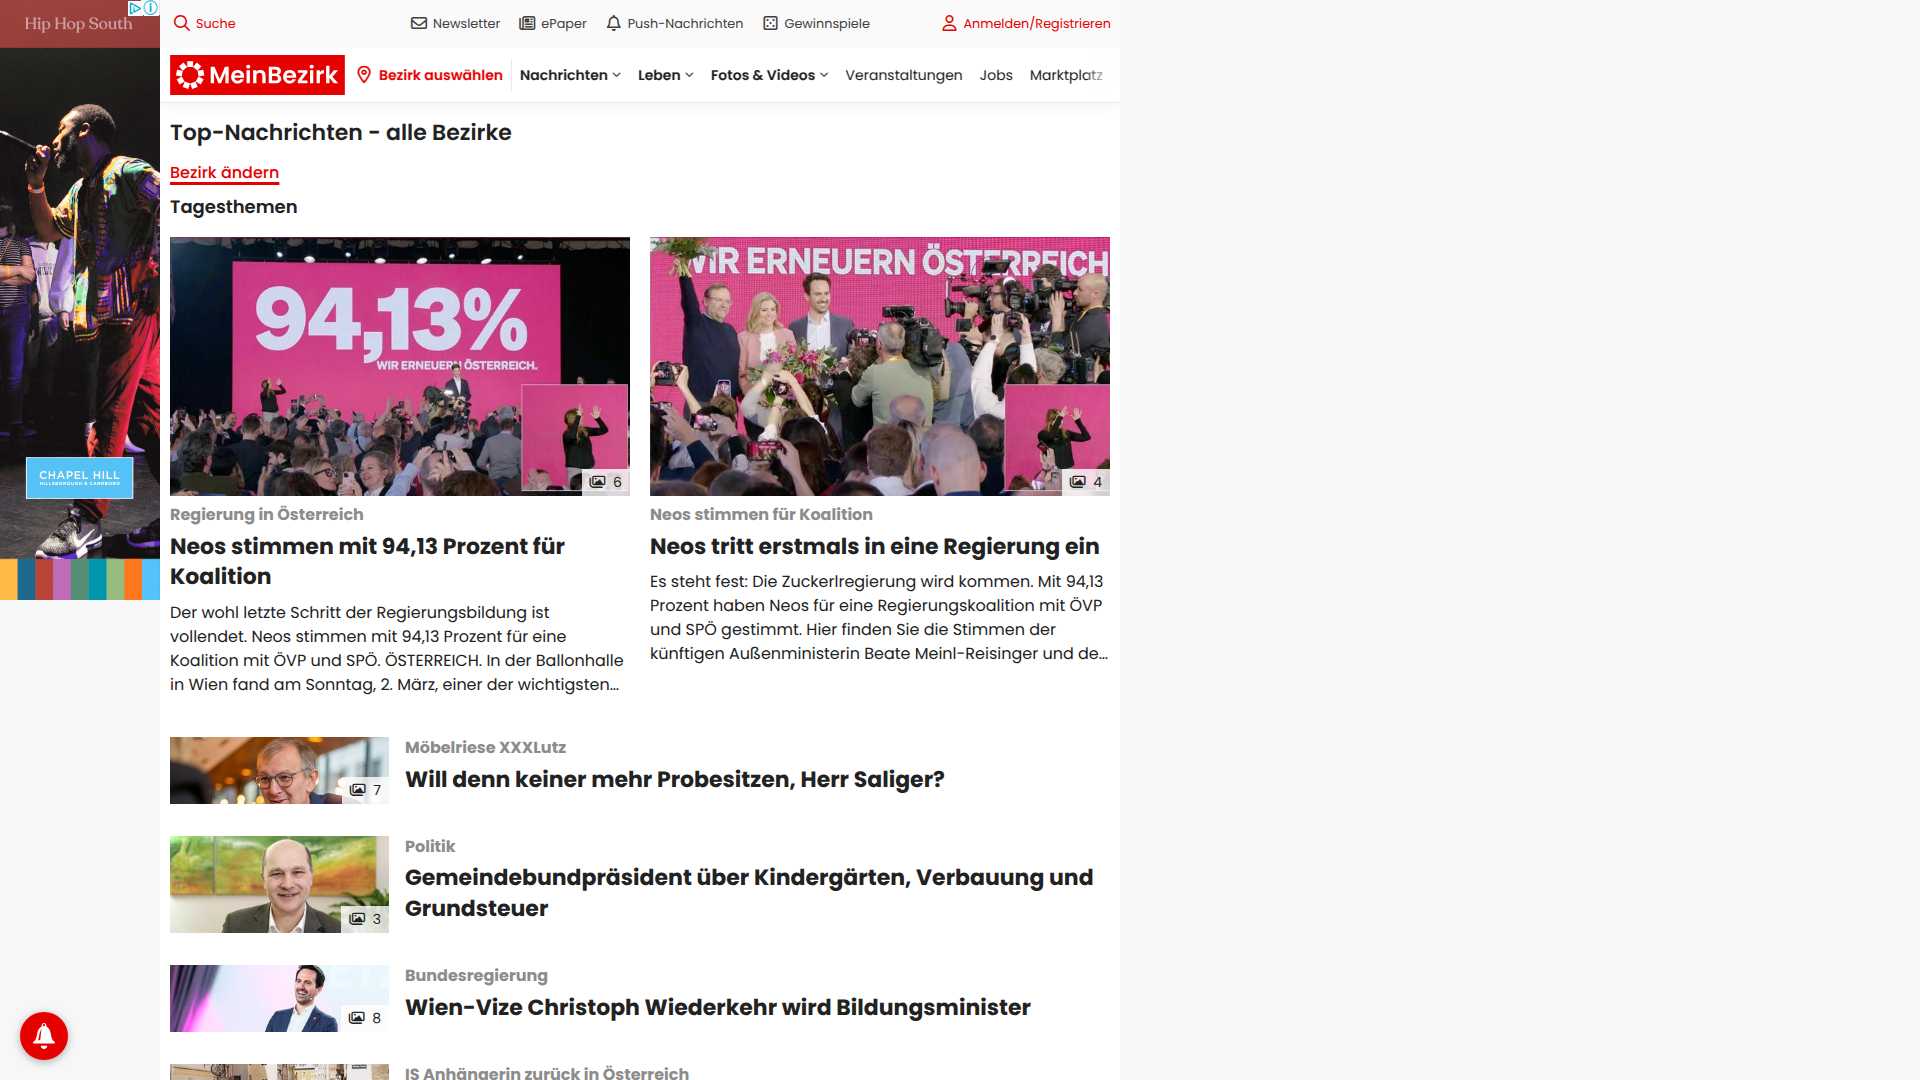 Hip Hop South
CHAPEL HILL
HILLSBOROUGH & CARRBORO
Suche
Newsletter
ePaper
Push-Nachrichten
Gewinnspiele
Anmelden/Registrieren
MeinBezirk
Bezirk auswählen
Nachrichten
Leben
Fotos & Videos
Veranstaltungen
Jobs
Marktplatz
Top-Nachrichten - alle Bezirke
Bezirk ändern
Tagesthemen
94,13%
WIR ERNEUERN ÖSTERREICH.
6
Regierung in Österreich
Neos stimmen mit 94,13 Prozent für
Koalition
Der wohl letzte Schritt der Regierungsbildung ist
vollendet. Neos stimmen mit 94,13 Prozent für eine
Koalition mit ÖVP und SPÖ. ÖSTERREICH. In der Ballonhalle
in Wien fand am Sonntag, 2. März, einer der wichtigsten…
WIR ERNEUERN ÖSTERREICH
4
Neos stimmen für Koalition
Neos tritt erstmals in eine Regierung ein
Es steht fest: Die Zuckerlregierung wird kommen. Mit 94,13
Prozent haben Neos für eine Regierungskoalition mit ÖVP
und SPÖ gestimmt. Hier finden Sie die Stimmen der
künftigen Außenministerin Beate Meinl-Reisinger und de…
7
Möbelriese XXXLutz
Will denn keiner mehr Probesitzen, Herr Saliger?
3
Politik
Gemeindebundpräsident über Kindergärten, Verbauung und
Grundsteuer
8
Bundesregierung
Wien-Vize Christoph Wiederkehr wird Bildungsminister
IS Anhängerin zurück in Österreich